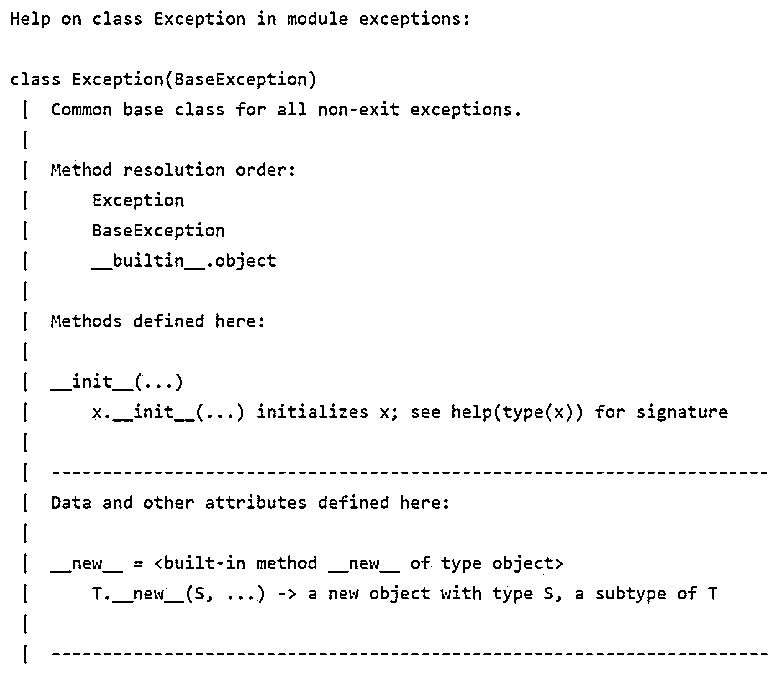 Help on class Exception in module exceptions:

class Exception(BaseException)
 |  Common base class for all non-exit exceptions.
 |
 |  Method resolution order:
 |      Exception
 |      BaseException
 |      __builtin__.object
 |
 |  Methods defined here:
 |
 |  __init__(...)
 |      x.__init__(...) initializes x; see help(type(x)) for signature
 |
 |  ----------------------------------------------------------------------
 |  Data and other attributes defined here:
 |
 |  __new__ = <built-in method __new__ of type object>
 |      T.__new__(S, ...) -> a new object with type S, a subtype of T
 |
 |  ----------------------------------------------------------------------